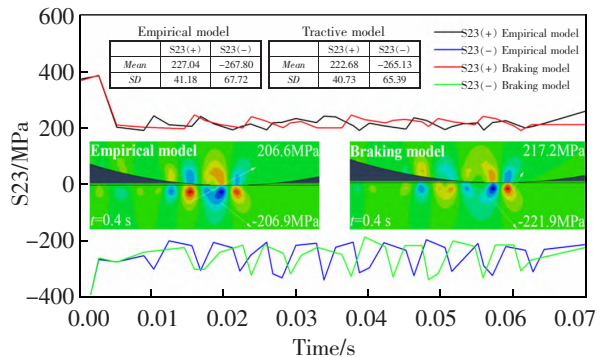 600
400
200
0
-200
-400
S23/MPa
Empirical model
S23(+) S23(-)
Mean 227.04 -267.80
SD 41.18 67.72
Tractive model
S23(+) S23(-)
Mean 222.68 -265.13
SD 40.73 65.39
S23(+) Empirical model
S23(+) Braking model
S23(-) Empirical model
S23(-) Braking model
Empirical model 206.6MPa
t=0.4 s -206.9MPa
Braking model 217.2MPa
t=0.4 s -221.9MPa
0.00 0.01 0.02 0.03 0.04 0.05 0.06 0.07
Time/s